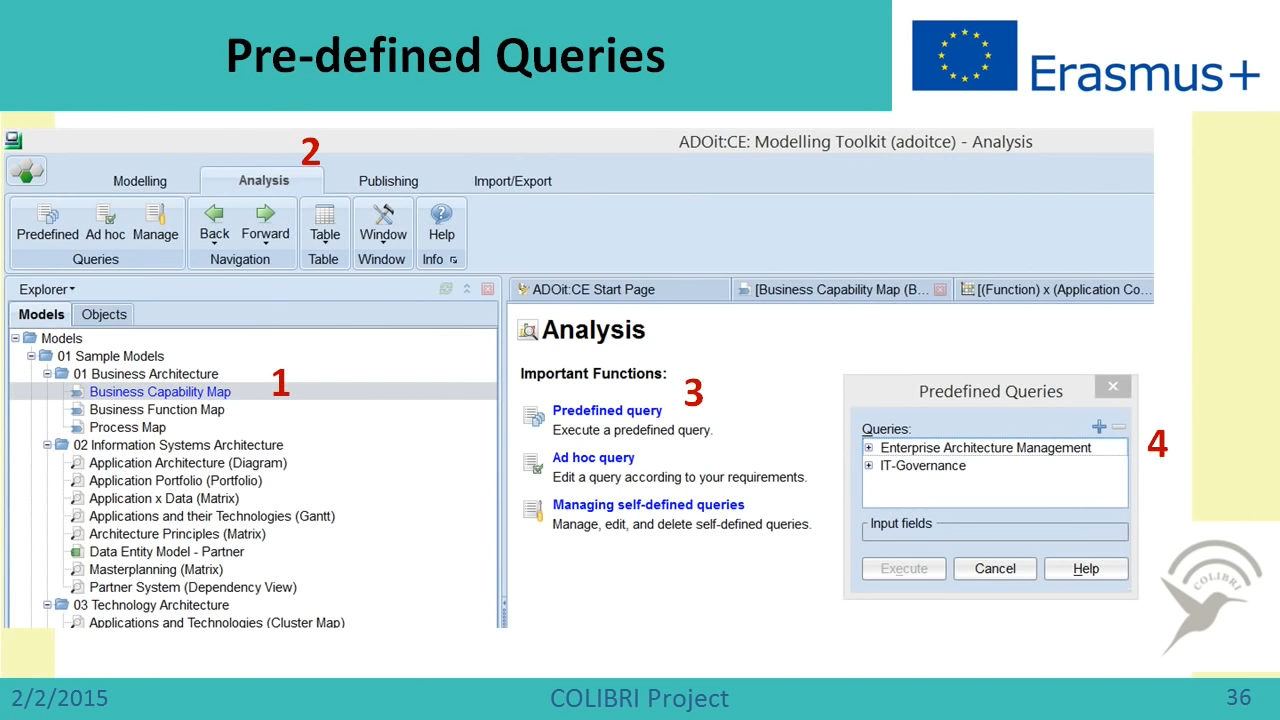 Pre-defined Queries
Erasmus+
2
ADOit:CE: Modelling Toolkit (adoitce) - Analysis
Modelling Analysis Publishing Import/Export
Predefined Ad hoc Manage Back Forward Table Window Help
Queries Navigation Table Window Info
Explorer
ADOit:CE Start Page [Business Capability Map (B... [(Function) x (Application Co...
Models Objects
Models
01 Sample Models
01 Business Architecture
Business Capability Map
1
Business Function Map
Process Map
02 Information Systems Architecture
Application Architecture (Diagram)
Application Portfolio (Portfolio)
Application x Data (Matrix)
Applications and their Technologies (Gantt)
Architecture Principles (Matrix)
Data Entity Model - Partner
Masterplanning (Matrix)
Partner System (Dependency View)
03 Technology Architecture
Applications and Technologies (Cluster Map)
Analysis
Important Functions:
3
Predefined query
Execute a predefined query.
Ad hoc query
Edit a query according to your requirements.
Managing self-defined queries
Manage, edit, and delete self-defined queries.
Predefined Queries
Queries:
4
Enterprise Architecture Management
IT-Governance
Input fields
Execute Cancel Help
COLIBRI
2/2/2015 COLIBRI Project 36